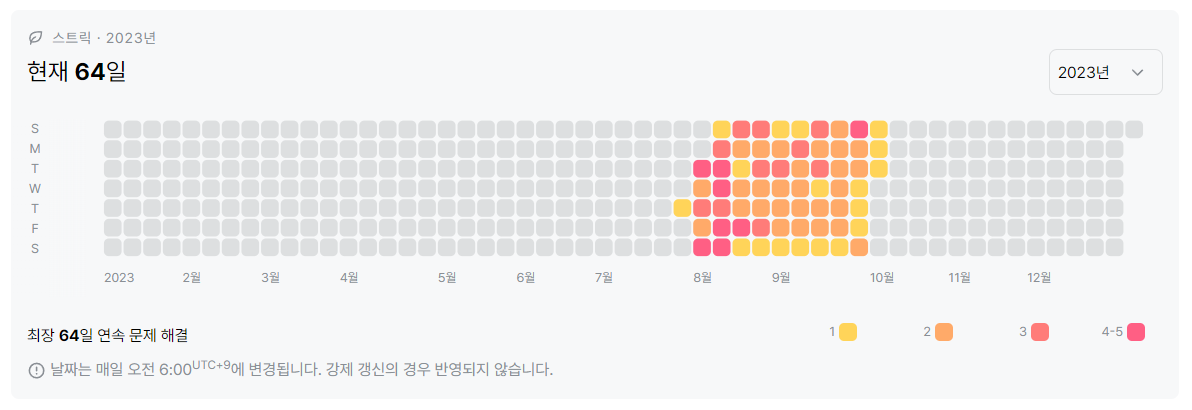 스트릭 · 2023년
현재 64일
2023년
S
M
T
W
T
F
S
2023 2월 3월 4월 5월 6월 7월 8월 9월 10월 11월 12월
최장 64일 연속 문제 해결
1 2 3 4-5
날짜는 매일 오전 6:00UTC+9에 변경됩니다. 강제 갱신의 경우 반영되지 않습니다.